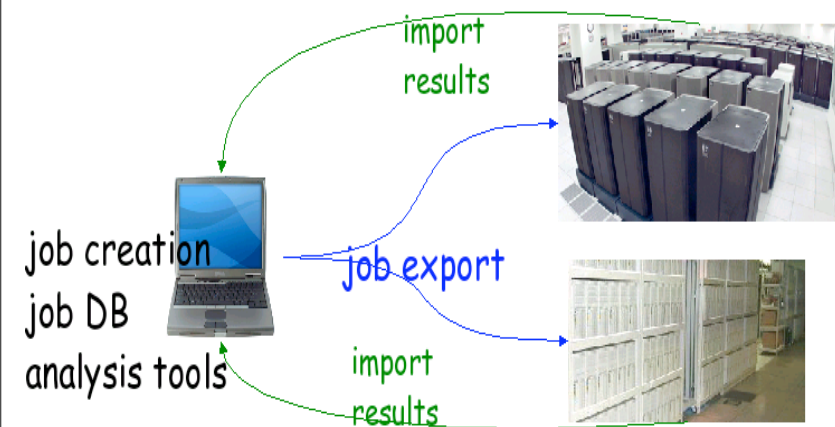 import
results
job creation
job DB
analysis tools
job export
import
results